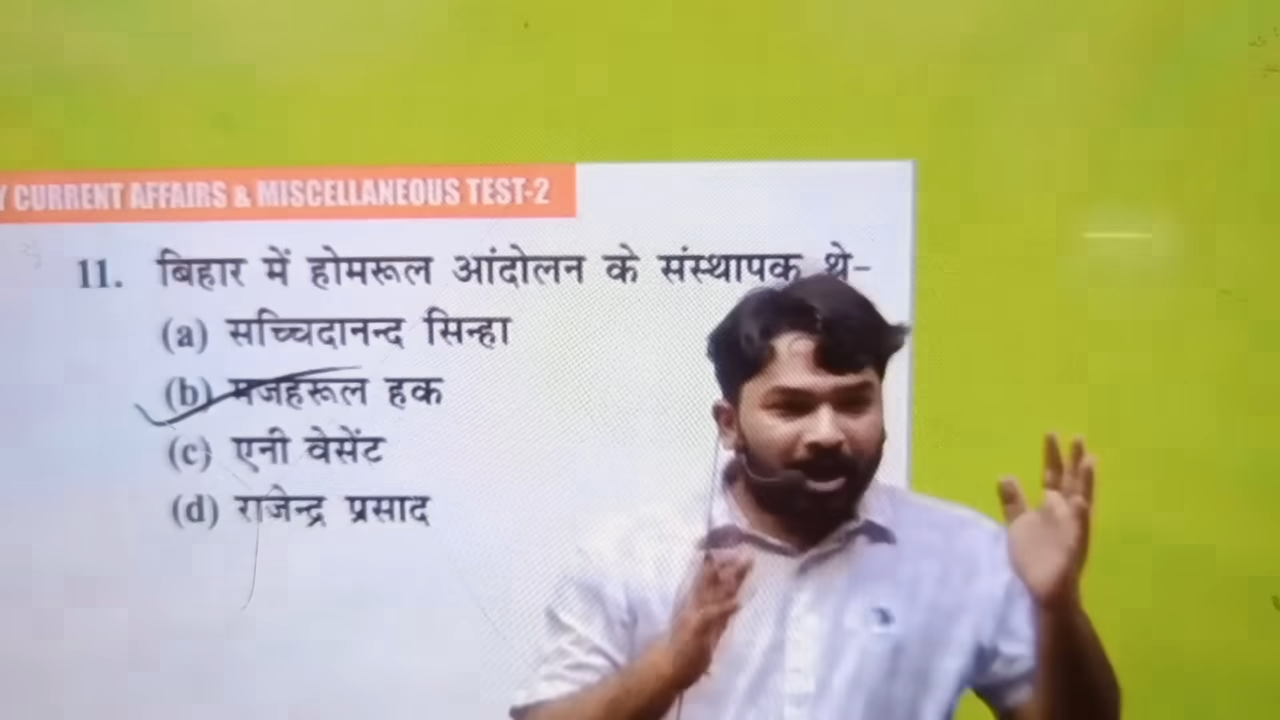 CURRENT AFFAIRS & MISCELLANEOUS TEST-2
11. बिहार में होमरूल आंदोलन के संस्थापक थे-
(a) सच्चिदानन्द सिन्हा
(b) मजहरूल हक
(c) एनी वेसेंट
(d) राजेन्द्र प्रसाद